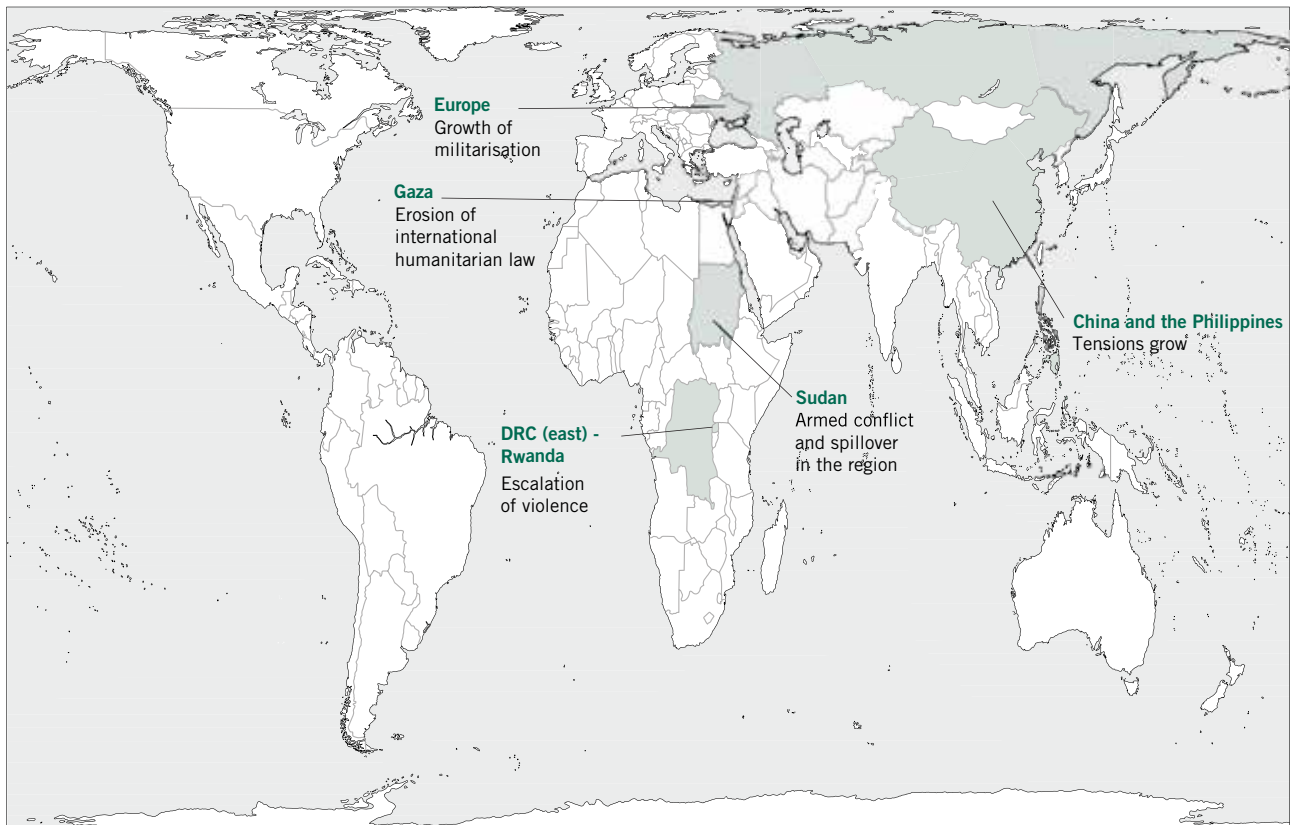 Europe
Growth of
militarisation
Gaza
Erosion of
international
humanitarian law
China and the Philippines
Tensions grow
Sudan
Armed conflict
and spillover
in the region
DRC (east) -
Rwanda
Escalation
of violence